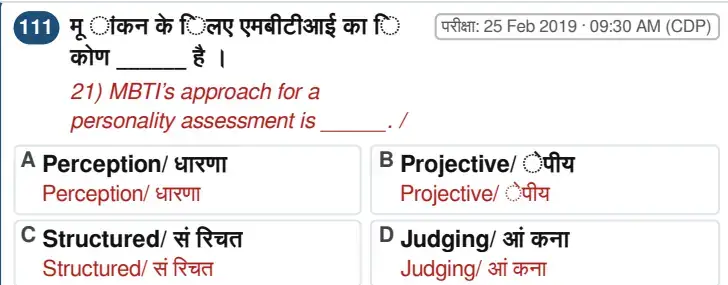 111 मू ांकन के िलए एमबीटीआई का ि
परीक्षा: 25 Feb 2019 · 09:30 AM (CDP)
कोण ______ है ।
21) MBTI's approach for a
personality assessment is ______. /
A Perception/ धारणा
Perception/ धारणा
B Projective/ ेपीय
Projective/ ेपीय
C Structured/ सं रिचत
Structured/ सं रिचत
D Judging/ आं कना
Judging/ आं कना